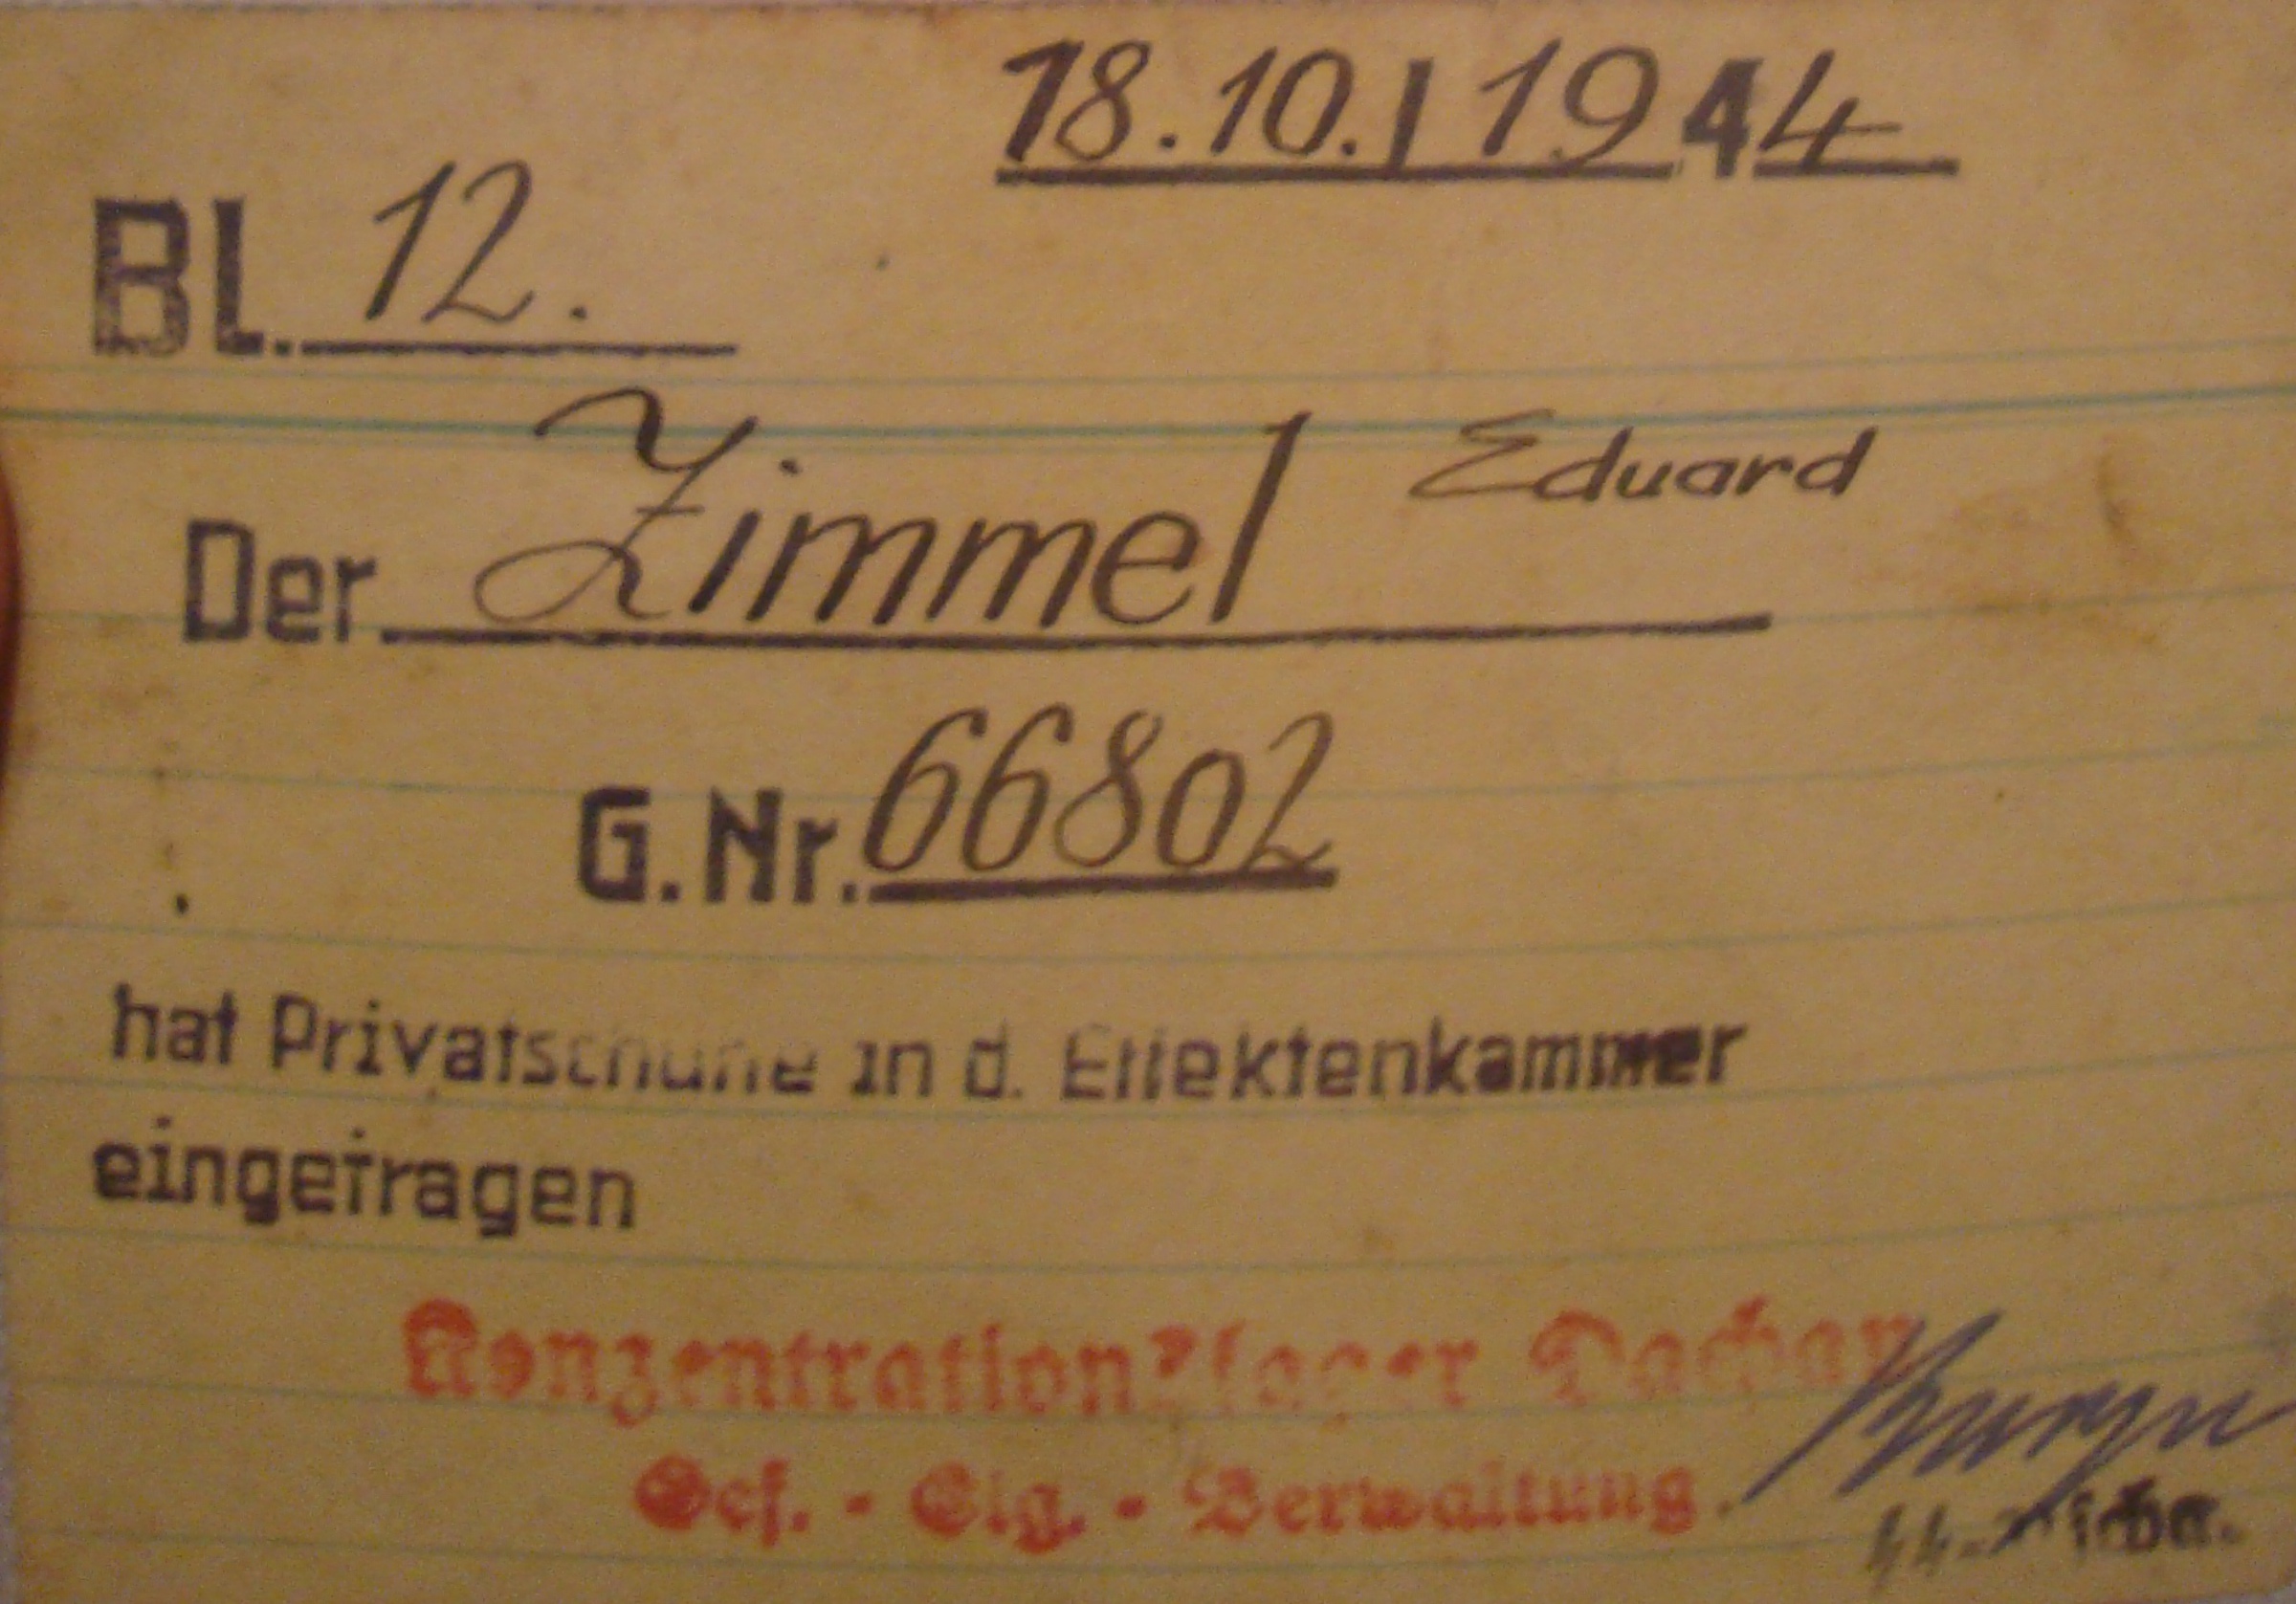 18.10.1944
Bl. 12.
Der Zimmel Eduard
G.Nr. 66802
hat Privatschuhe in d. Effektenkammer
eingetragen
Konzentrationslager Dachau
Gef. - Eig. - Verwaltung.